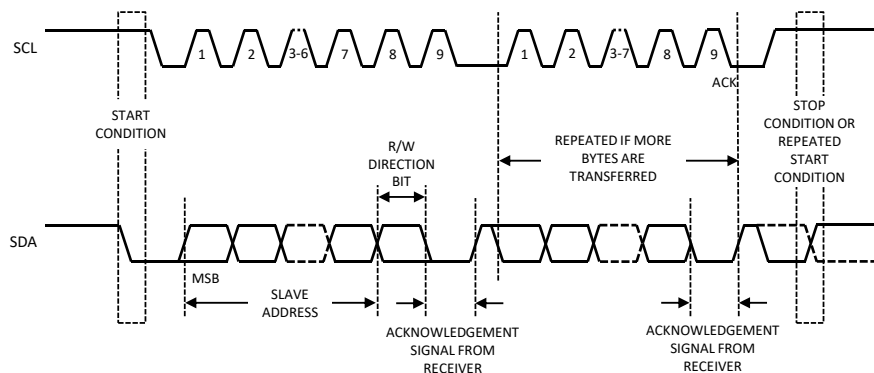 SCL
1
2
3-6
7
8
9
1
2
3-7
8
9
ACK
START
CONDITION
R/W
DIRECTION
BIT
REPEATED IF MORE
BYTES ARE
TRANSFERRED
STOP
CONDITION OR
REPEATED
START
CONDITION
SDA
MSB
SLAVE
ADDRESS
ACKNOWLEDGEMENT
SIGNAL FROM
RECEIVER
ACKNOWLEDGEMENT
SIGNAL FROM
RECEIVER